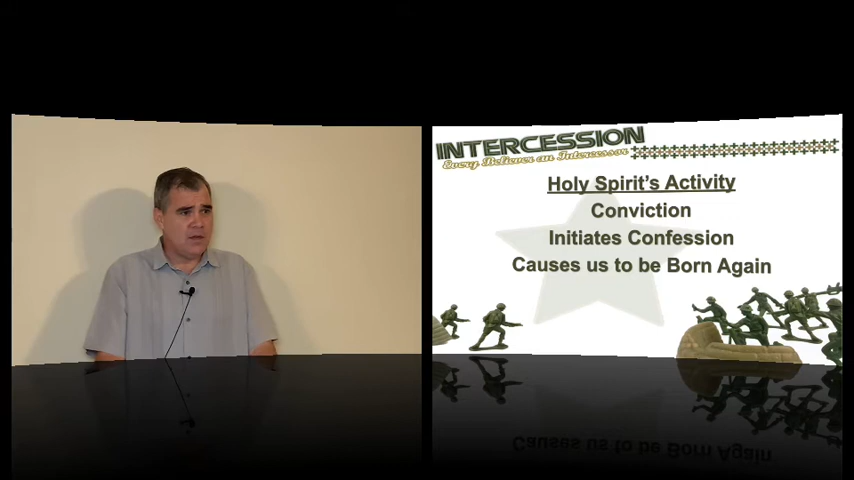 INTERCESSION
Every Believer an Intercessor
Holy Spirit's Activity
Conviction
Initiates Confession
Causes us to be Born Again